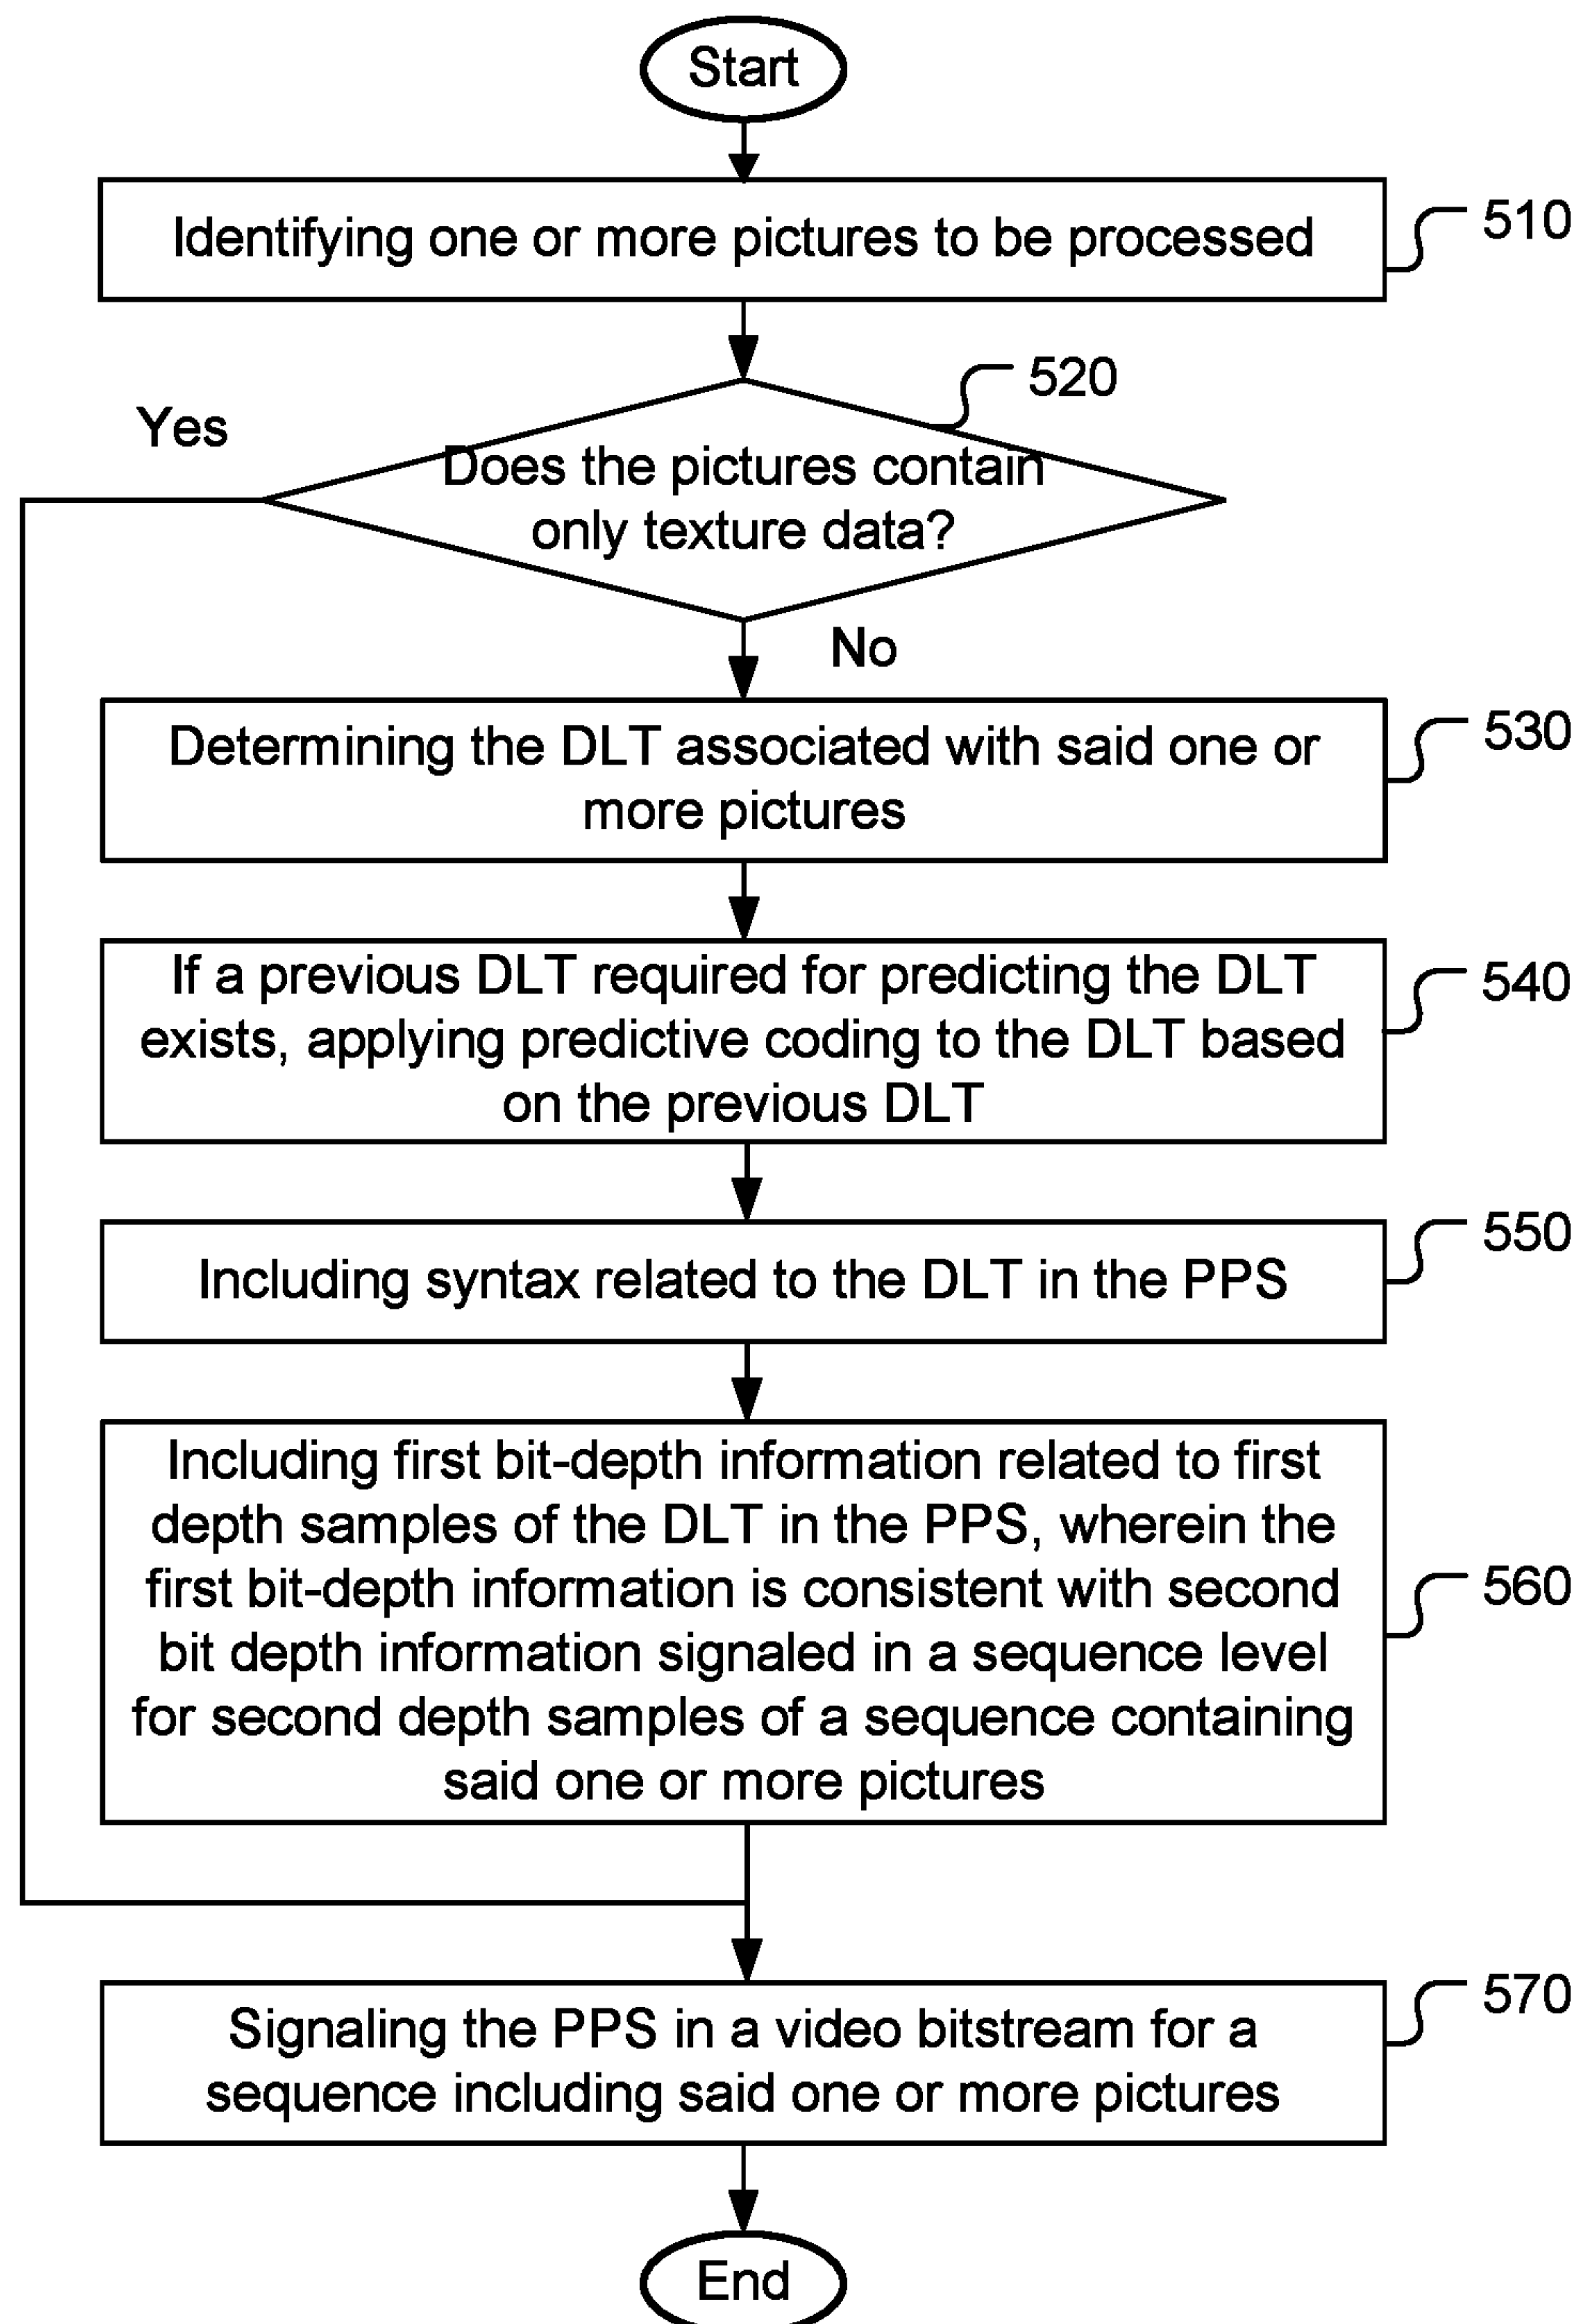 Start
Identifying one or more pictures to be processed
510
520
Yes
Does the pictures contain
only texture data?
No
Determining the DLT associated with said one or
more pictures
530
If a previous DLT required for predicting the DLT
exists, applying predictive coding to the DLT based
on the previous DLT
540
Including syntax related to the DLT in the PPS
550
Including first bit-depth information related to first
depth samples of the DLT in the PPS, wherein the
first bit-depth information is consistent with second
bit depth information signaled in a sequence level
for second depth samples of a sequence containing
said one or more pictures
560
Signaling the PPS in a video bitstream for a
sequence including said one or more pictures
570
End